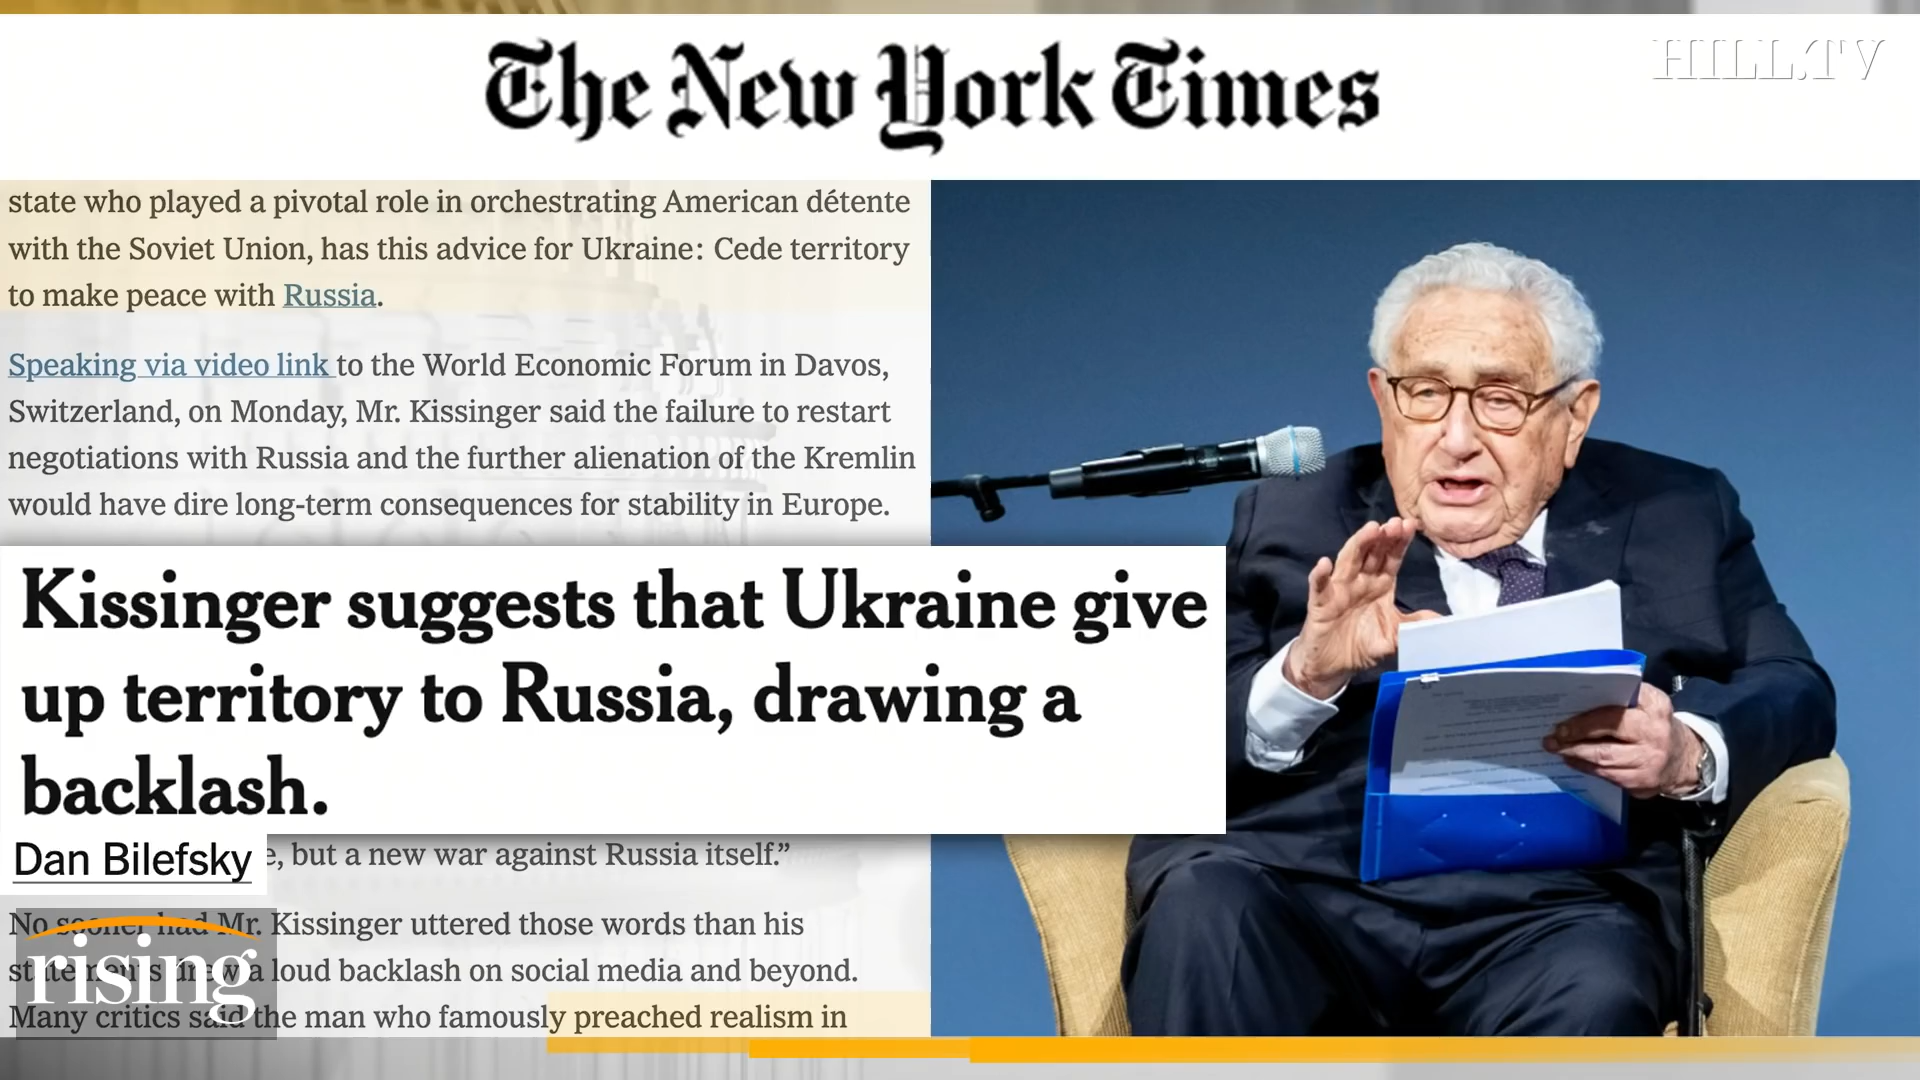 The New York Times
HILL.TV
state who played a pivotal role in orchestrating American détente
with the Soviet Union, has this advice for Ukraine: Cede territory
to make peace with Russia.
Speaking via video link to the World Economic Forum in Davos,
Switzerland, on Monday, Mr. Kissinger said the failure to restart
negotiations with Russia and the further alienation of the Kremlin
would have dire long-term consequences for stability in Europe.
Kissinger suggests that Ukraine give
up territory to Russia, drawing a
backlash.
Dan Bilefsky
e, but a new war against Russia itself.”
No sooner had Mr. Kissinger uttered those words than his
statements drew a loud backlash on social media and beyond.
Many critics said the man who famously preached realism in
rising